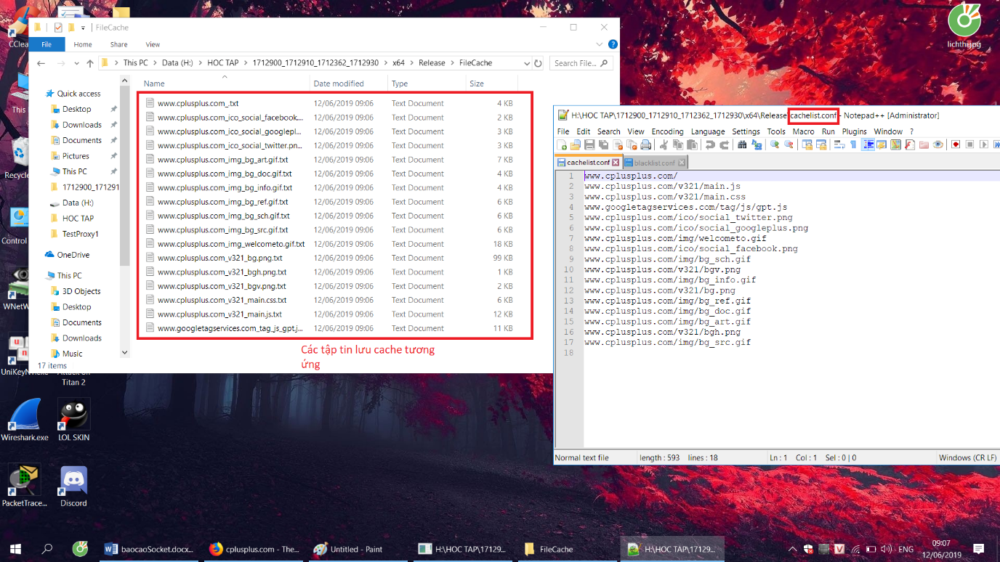 CClea
This
Recycle
Control
WNetW
UniKeyNT.exe
Attack on
Titan 2
Wireshark.exe
LOL SKIN
PacketTrace...
Discord
lichthi.jpg
FileCache
File
Home
Share
View
This PC
Data (H:)
HOC TAP
1712900_1712910_1712362_1712930
x64
Release
FileCache
Search File...
Name
Date modified
Type
Size
Quick access
Desktop
Downloads
Documents
Pictures
This PC
1712900_171291
Data (H:)
HOC TAP
TestProxy1
OneDrive
This PC
3D Objects
Desktop
Documents
Downloads
Music
17 items
www.cplusplus.com_.txt 12/06/2019 09:06 Text Document 4 KB
www.cplusplus.com_ico_social_facebook... 12/06/2019 09:06 Text Document 2 KB
www.cplusplus.com_ico_social_googlepl... 12/06/2019 09:06 Text Document 3 KB
www.cplusplus.com_ico_social_twitter.pn... 12/06/2019 09:06 Text Document 3 KB
www.cplusplus.com_img_bg_art.gif.txt 12/06/2019 09:06 Text Document 7 KB
www.cplusplus.com_img_bg_doc.gif.txt 12/06/2019 09:06 Text Document 4 KB
www.cplusplus.com_img_bg_info.gif.txt 12/06/2019 09:06 Text Document 4 KB
www.cplusplus.com_img_bg_ref.gif.txt 12/06/2019 09:06 Text Document 6 KB
www.cplusplus.com_img_bg_sch.gif.txt 12/06/2019 09:06 Text Document 6 KB
www.cplusplus.com_img_bg_src.gif.txt 12/06/2019 09:06 Text Document 6 KB
www.cplusplus.com_img_welcometo.gif.txt 12/06/2019 09:06 Text Document 18 KB
www.cplusplus.com_v321_bg.png.txt 12/06/2019 09:06 Text Document 99 KB
www.cplusplus.com_v321_bgh.png.txt 12/06/2019 09:06 Text Document 1 KB
www.cplusplus.com_v321_bgv.png.txt 12/06/2019 09:06 Text Document 2 KB
www.cplusplus.com_v321_main.css.txt 12/06/2019 09:06 Text Document 6 KB
www.cplusplus.com_v321_main.js.txt 12/06/2019 09:06 Text Document 12 KB
www.googletagservices.com_tag_js_gpt.j... 12/06/2019 09:06 Text Document 11 KB
Các tập tin lưu cache tương
ứng
H:\HOC TAP\1712900_1712910_1712362_1712930\x64\Release\cachelist.conf - Notepad++ [Administrator]
File Edit Search View Encoding Language Settings Tools Macro Run Plugins Window ?
cachelist.conf
blacklist.conf
1 www.cplusplus.com/
2 www.cplusplus.com/v321/main.js
3 www.cplusplus.com/v321/main.css
4 www.googletagservices.com/tag/js/gpt.js
5 www.cplusplus.com/ico/social_twitter.png
6 www.cplusplus.com/ico/social_googleplus.png
7 www.cplusplus.com/img/welcometo.gif
8 www.cplusplus.com/ico/social_facebook.png
9 www.cplusplus.com/img/bg_sch.gif
10 www.cplusplus.com/v321/bgv.png
11 www.cplusplus.com/img/bg_info.gif
12 www.cplusplus.com/v321/bg.png
13 www.cplusplus.com/img/bg_ref.gif
14 www.cplusplus.com/img/bg_doc.gif
15 www.cplusplus.com/img/bg_art.gif
16 www.cplusplus.com/v321/bgh.png
17 www.cplusplus.com/img/bg_src.gif
18
Normal text file length : 593 lines : 18 Ln : 1 Col : 1 Sel : 0 | 0 Windows (CR LF)
baocaoSocket.docx...
cplusplus.com - The...
Untitled - Paint
H:\HOC TAP\17129...
FileCache
H:\HOC TAP\17129...
ENG
09:07
12/06/2019